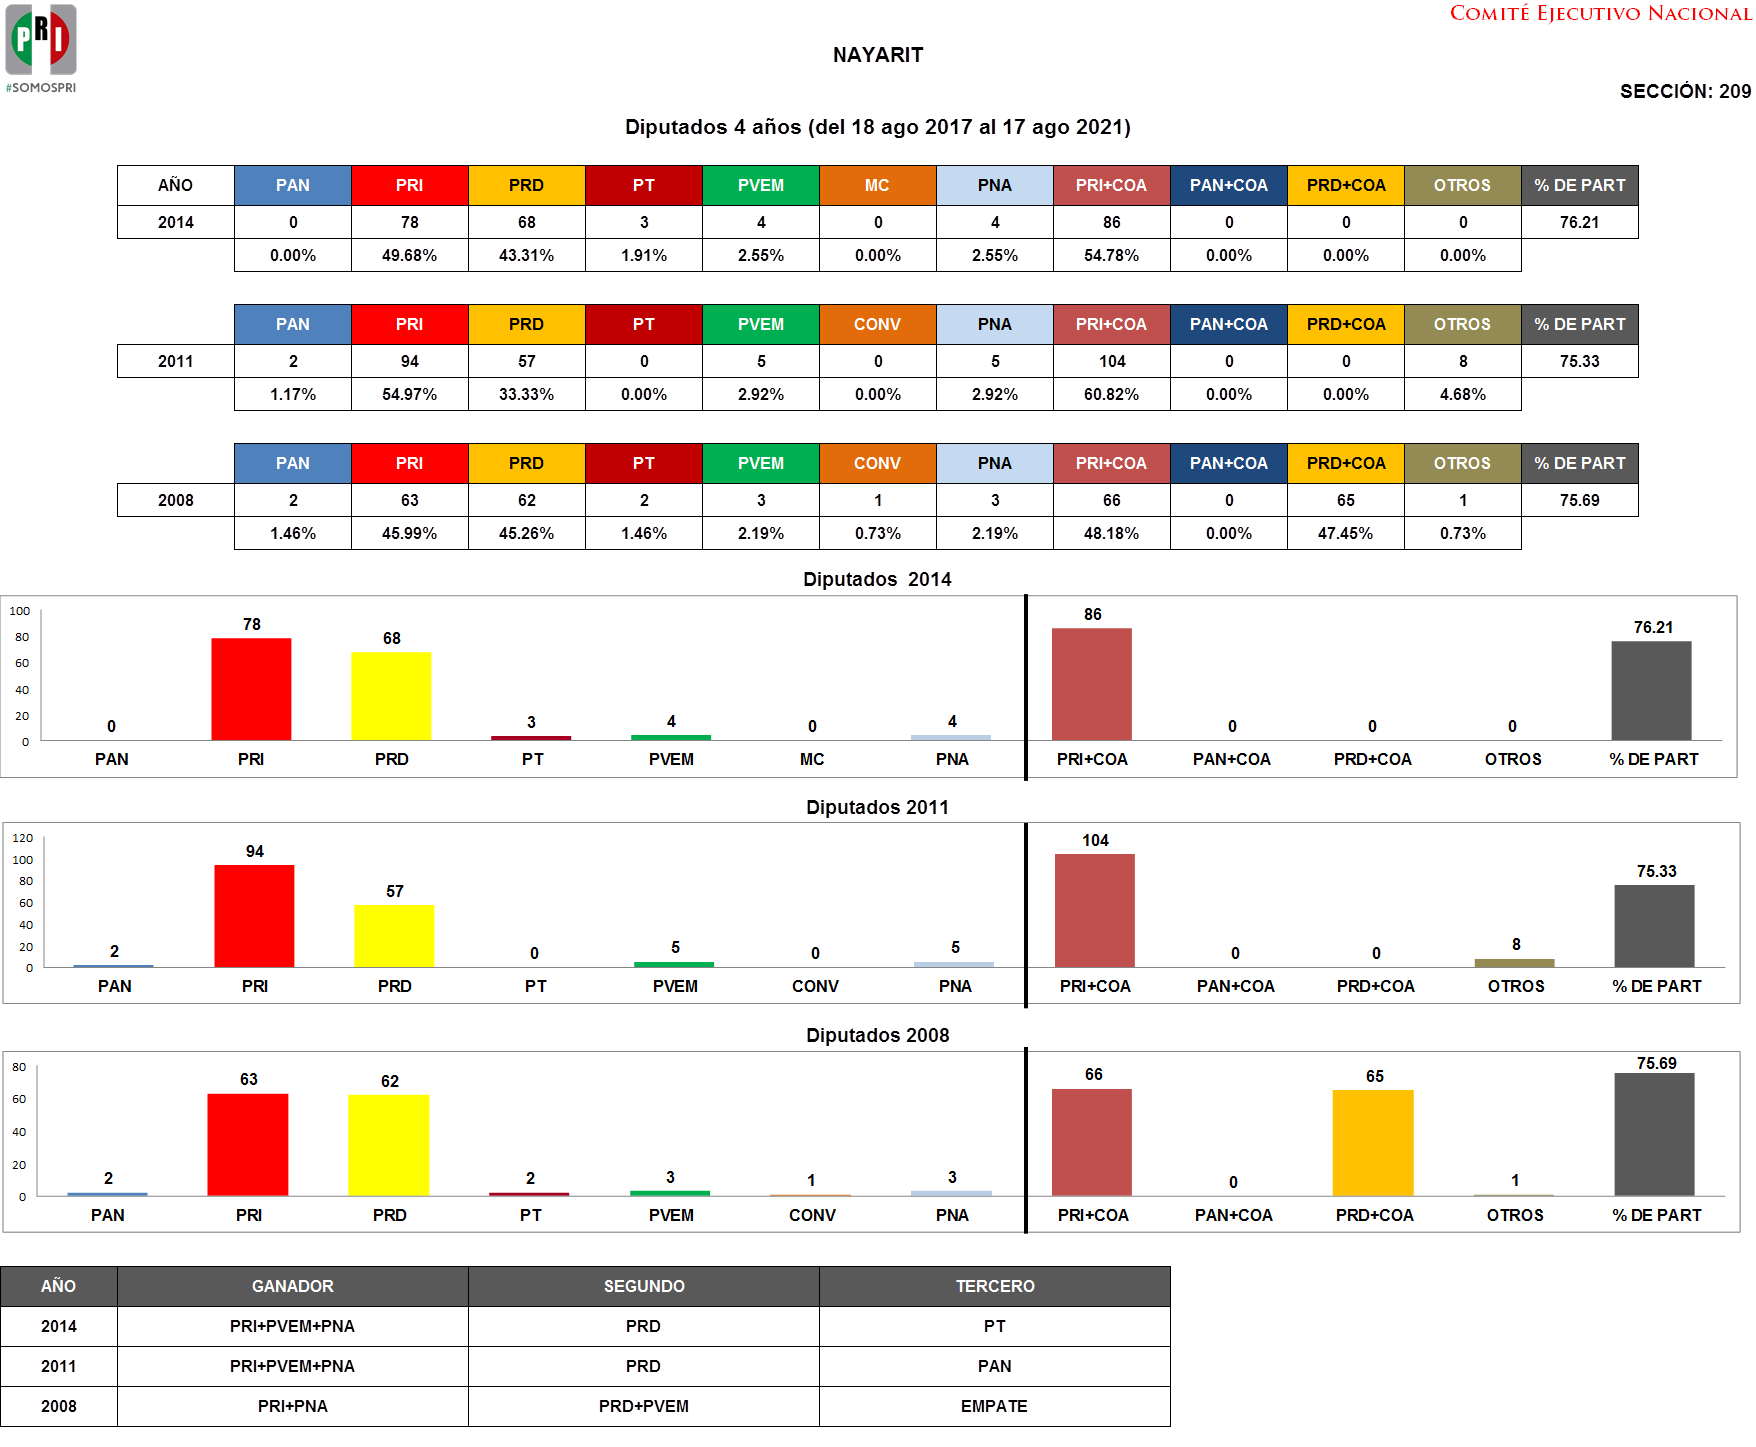 PRI
#SOMOSPRI
COMITÉ EJECUTIVO NACIONAL
NAYARIT
SECCIÓN: 209
Diputados 4 años (del 18 ago 2017 al 17 ago 2021)
AÑO PAN PRI PRD PT PVEM MC PNA PRI+COA PAN+COA PRD+COA OTROS % DE PART
2014 0 78 68 3 4 0 4 86 0 0 0 76.21
0.00% 49.68% 43.31% 1.91% 2.55% 0.00% 2.55% 54.78% 0.00% 0.00% 0.00%
PAN PRI PRD PT PVEM CONV PNA PRI+COA PAN+COA PRD+COA OTROS % DE PART
2011 2 94 57 0 5 0 5 104 0 0 8 75.33
1.17% 54.97% 33.33% 0.00% 2.92% 0.00% 2.92% 60.82% 0.00% 0.00% 4.68%
PAN PRI PRD PT PVEM CONV PNA PRI+COA PAN+COA PRD+COA OTROS % DE PART
2008 2 63 62 2 3 1 3 66 0 65 1 75.69
1.46% 45.99% 45.26% 1.46% 2.19% 0.73% 2.19% 48.18% 0.00% 47.45% 0.73%
Diputados 2014
100
80
60
40
20
0
0 78 68 3 4 0 4 86 0 0 0 76.21
PAN PRI PRD PT PVEM MC PNA PRI+COA PAN+COA PRD+COA OTROS % DE PART
Diputados 2011
120
100
80
60
40
20
0
2 94 57 0 5 0 5 104 0 0 8 75.33
PAN PRI PRD PT PVEM CONV PNA PRI+COA PAN+COA PRD+COA OTROS % DE PART
Diputados 2008
80
60
40
20
0
2 63 62 2 3 1 3 66 0 65 1 75.69
PAN PRI PRD PT PVEM CONV PNA PRI+COA PAN+COA PRD+COA OTROS % DE PART
AÑO GANADOR SEGUNDO TERCERO
2014 PRI+PVEM+PNA PRD PT
2011 PRI+PVEM+PNA PRD PAN
2008 PRI+PNA PRD+PVEM EMPATE